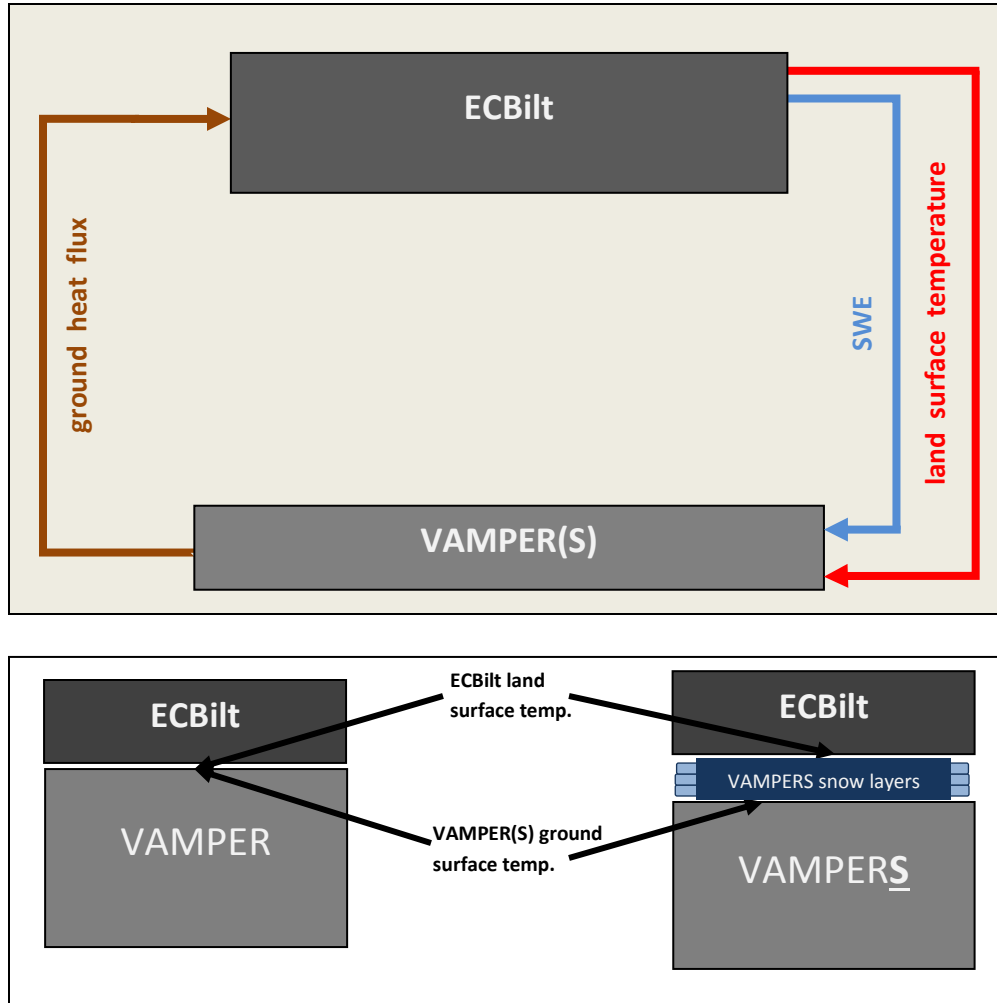 ECBilt
ground heat flux
SWE
land surface temperature
VAMPER(S)
ECBilt land
surface temp.
ECBilt
ECBilt
VAMPERS snow layers
VAMPER
VAMPER(S) ground
surface temp.
VAMPERS